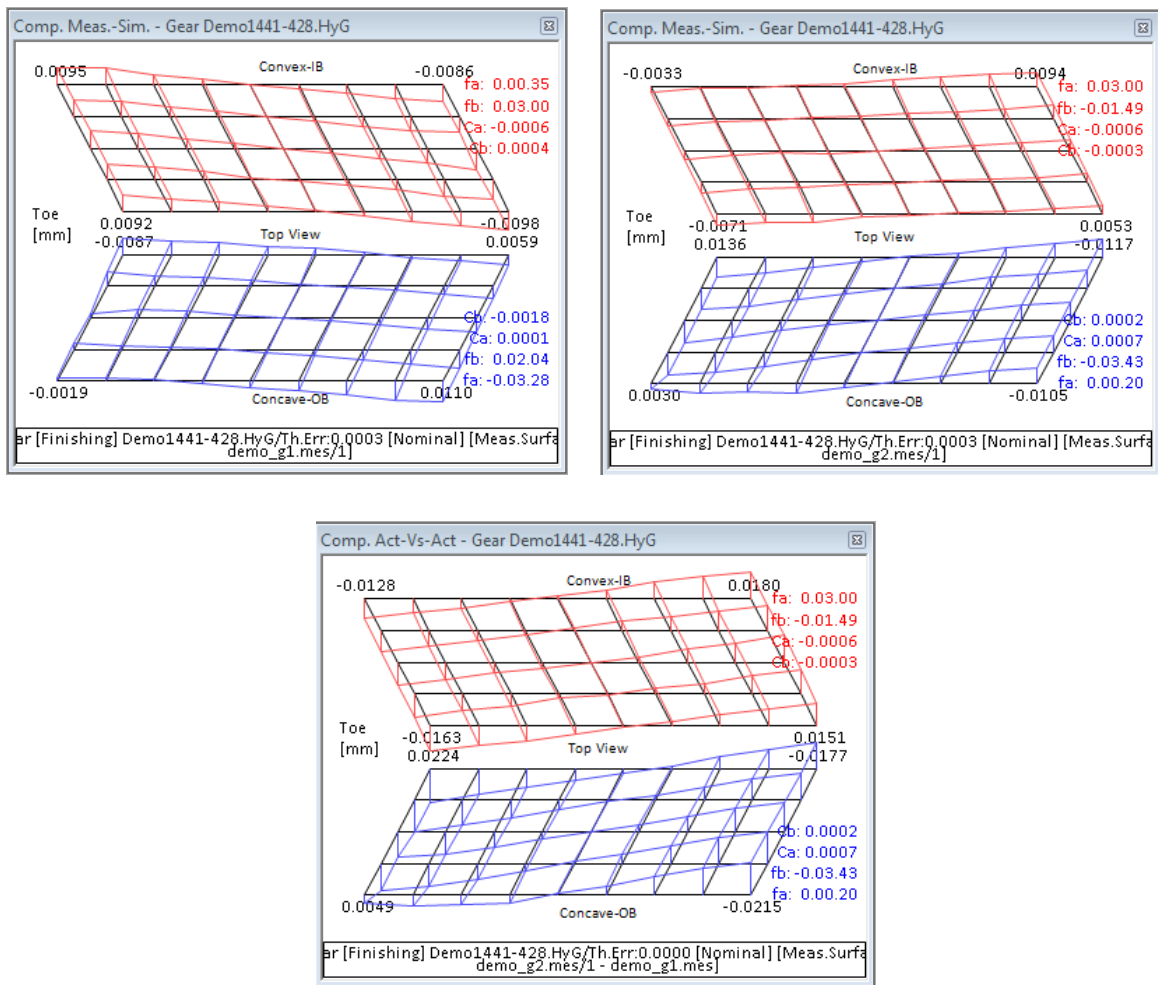 Comp. Meas.-Sim. - Gear Demo1441-428.HyG
0.0095 Convex-IB -0.0086
fa: 0.00.35
fb: 0.03.00
Ca: -0.0006
Cb: 0.0004
Toe
[mm]
0.0092 -0.0098
-0.0087 Top View 0.0059
Cb: -0.0018
Ca: 0.0001
fb: 0.02.04
fa: -0.03.28
-0.0019 Concave-OB 0.0110
ar [Finishing] Demo1441-428.HyG/Th.Err:0.0003 [Nominal] [Meas.Surfa
demo_g1.mes/1]
Comp. Meas.-Sim. - Gear Demo1441-428.HyG
-0.0033 Convex-IB 0.0094
fa: 0.03.00
fb: -0.01.49
Ca: -0.0006
Cb: -0.0003
Toe
[mm]
-0.0071 0.0053
0.0136 Top View -0.0117
Cb: 0.0002
Ca: 0.0007
fb: -0.03.43
fa: 0.00.20
0.0030 Concave-OB -0.0105
ar [Finishing] Demo1441-428.HyG/Th.Err:0.0003 [Nominal] [Meas.Surfa
demo_g2.mes/1]
Comp. Act-Vs-Act - Gear Demo1441-428.HyG
-0.0128 Convex-IB 0.0180
fa: 0.03.00
fb: -0.01.49
Ca: -0.0006
Cb: -0.0003
Toe
[mm]
-0.0163 0.0151
0.0224 Top View -0.0177
Cb: 0.0002
Ca: 0.0007
fb: -0.03.43
fa: 0.00.20
0.0049 Concave-OB -0.0215
ar [Finishing] Demo1441-428.HyG/Th.Err:0.0000 [Nominal] [Meas.Surfa
demo_g2.mes/1 - demo_g1.mes]